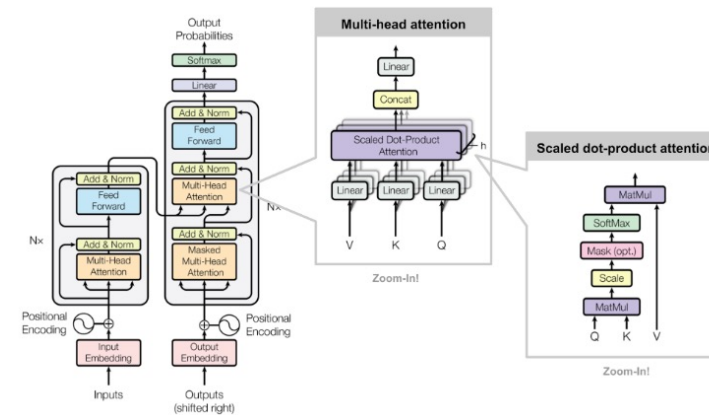 Output
Probabilities
Softmax
Linear
Add & Norm
Feed
Forward
Add & Norm
Multi-Head
Attention
Add & Norm
Masked
Multi-Head
Attention
Nx
Positional
Encoding
Output
Embedding
Outputs
(shifted right)
Add & Norm
Feed
Forward
Nx
Add & Norm
Multi-Head
Attention
Positional
Encoding
Input
Embedding
Inputs
Multi-head attention
Linear
Concat
Scaled Dot-Product
Attention
h
Linear
Linear
Linear
V
K
Q
Zoom-In!
Scaled dot-product attention
MatMul
SoftMax
Mask (opt.)
Scale
MatMul
Q
K
V
Zoom-In!